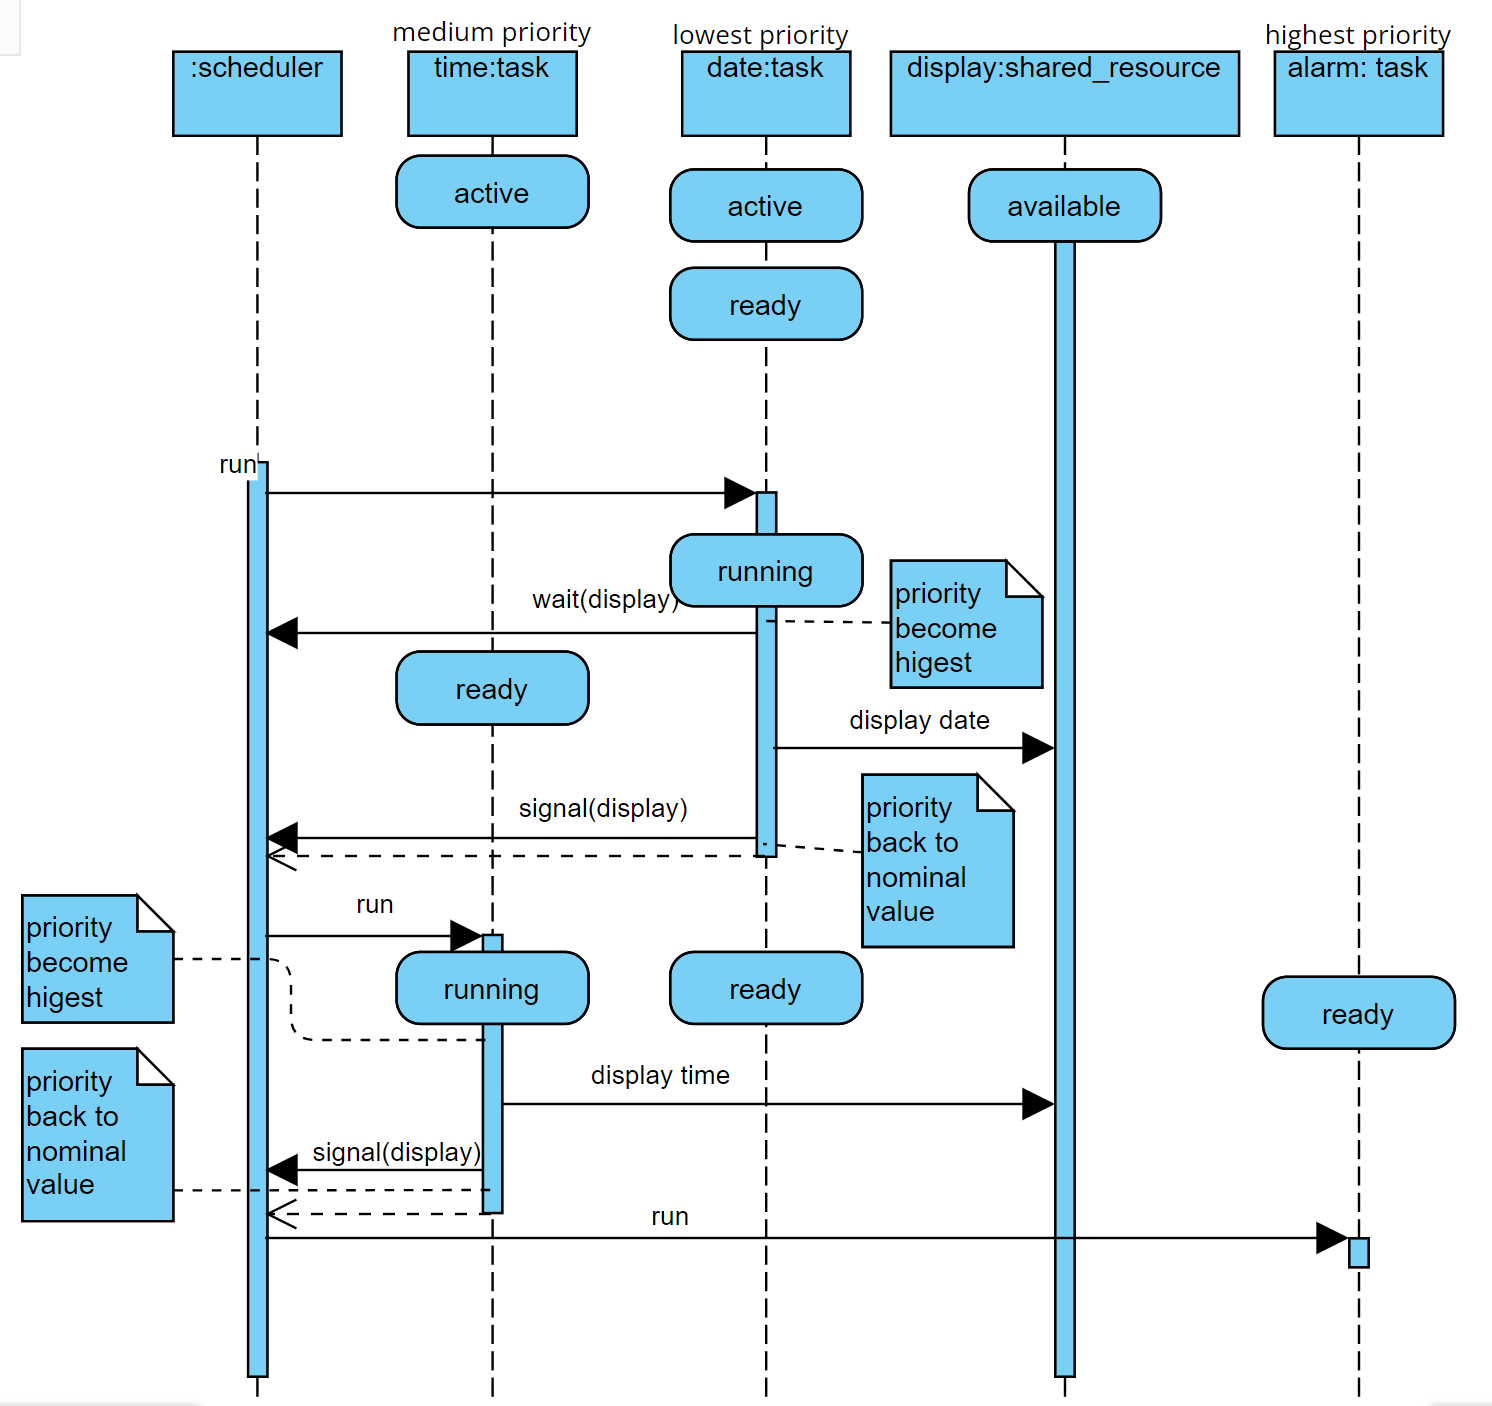 medium priority
lowest priority
highest priority
:scheduler
time:task
date:task
display:shared_resource
alarm: task
active
active
available
ready
run
running
wait(display)
priority
become
higest
ready
display date
signal(display)
priority
back to
nominal
value
run
priority
become
higest
running
ready
ready
display time
priority
back to
nominal
value
signal(display)
run